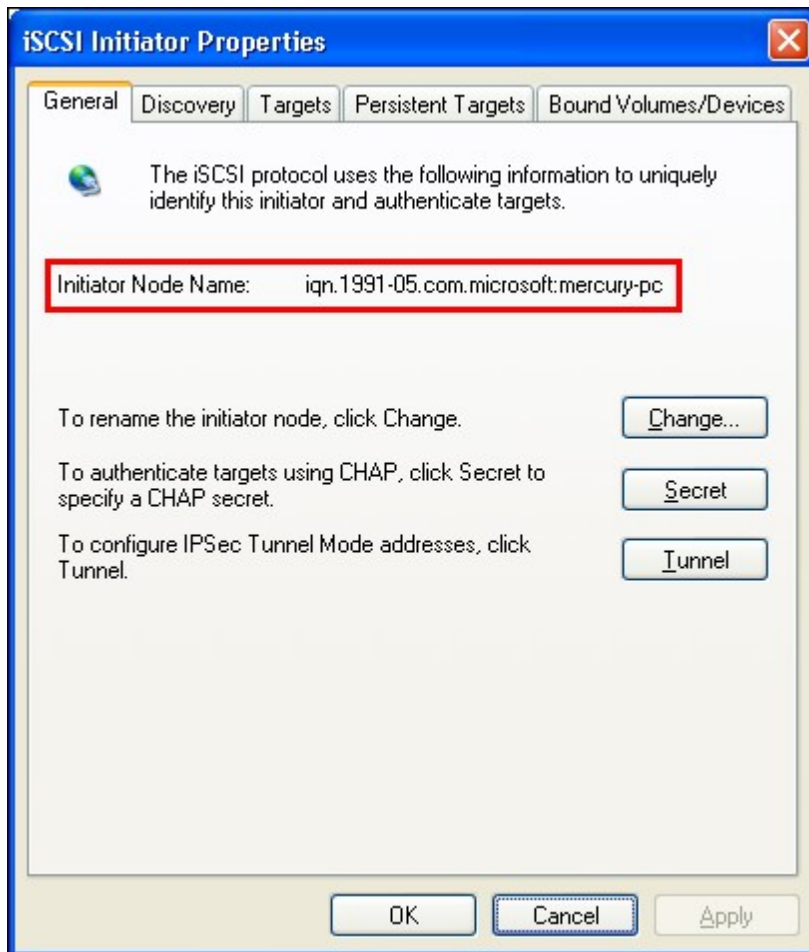 iSCSI Initiator Properties
General Discovery Targets Persistent Targets Bound Volumes/Devices
The iSCSI protocol uses the following information to uniquely
identify this initiator and authenticate targets.
Initiator Node Name: iqn.1991-05.com.microsoft:mercury-pc
To rename the initiator node, click Change.
Change...
To authenticate targets using CHAP, click Secret to
specify a CHAP secret.
Secret
To configure IPSec Tunnel Mode addresses, click
Tunnel.
Tunnel
OK Cancel Apply